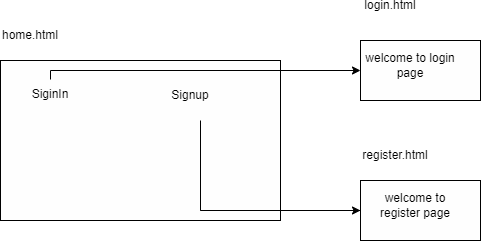 login.html
home.html
welcome to login
page
SiginIn
Signup
register.html
welcome to
register page